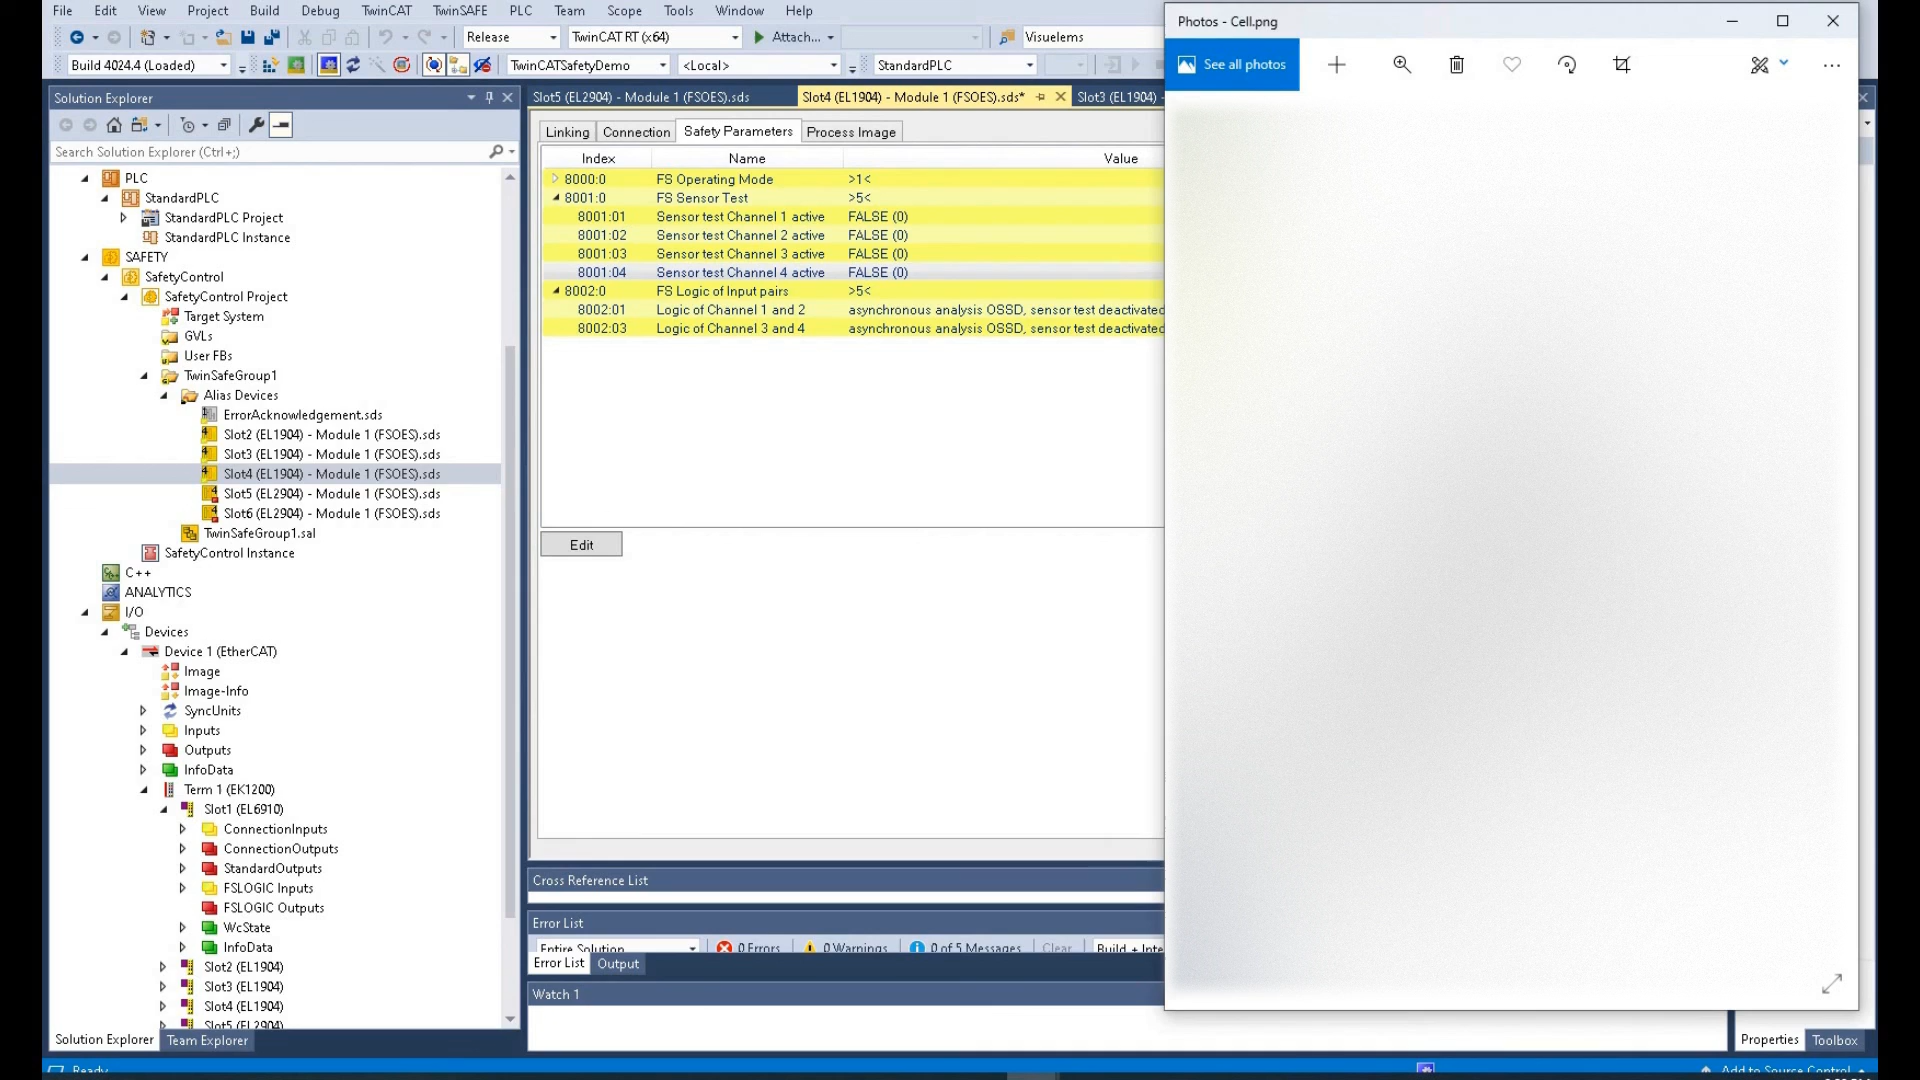 File Edit View Project Build Debug TwinCAT TwinSAFE PLC Team Scope Tools Window Help
Release TwinCAT RT (x64) Attach... Visuelems
Build 4024.4 (Loaded) TwinCATSafetyDemo <Local> StandardPLC
Solution Explorer
Search Solution Explorer (Ctrl+;)
PLC
StandardPLC
StandardPLC Project
StandardPLC Instance
SAFETY
SafetyControl
SafetyControl Project
Target System
GVLs
User FBs
TwinSafeGroup1
Alias Devices
ErrorAcknowledgement.sds
Slot2 (EL1904) - Module 1 (FSOES).sds
Slot3 (EL1904) - Module 1 (FSOES).sds
Slot4 (EL1904) - Module 1 (FSOES).sds
Slot5 (EL2904) - Module 1 (FSOES).sds
Slot6 (EL2904) - Module 1 (FSOES).sds
TwinSafeGroup1.sal
SafetyControl Instance
C++
ANALYTICS
I/O
Devices
Device 1 (EtherCAT)
Image
Image-Info
SyncUnits
Inputs
Outputs
InfoData
Term 1 (EK1200)
Slot1 (EL6910)
ConnectionInputs
ConnectionOutputs
StandardOutputs
FSLOGIC Inputs
FSLOGIC Outputs
WcState
InfoData
Slot2 (EL1904)
Slot3 (EL1904)
Slot4 (EL1904)
Slot5 (EL2904)
Solution Explorer Team Explorer
Slot5 (EL2904) - Module 1 (FSOES).sds Slot4 (EL1904) - Module 1 (FSOES).sds* Slot3 (EL1904) -
Linking Connection Safety Parameters Process Image
Index Name Value
8000:0 FS Operating Mode >1<
8001:0 FS Sensor Test >5<
8001:01 Sensor test Channel 1 active FALSE (0)
8001:02 Sensor test Channel 2 active FALSE (0)
8001:03 Sensor test Channel 3 active FALSE (0)
8001:04 Sensor test Channel 4 active FALSE (0)
8002:0 FS Logic of Input pairs >5<
8002:01 Logic of Channel 1 and 2 asynchronous analysis OSSD, sensor test deactivated
8002:03 Logic of Channel 3 and 4 asynchronous analysis OSSD, sensor test deactivated
Edit
Cross Reference List
Error List
Entire Solution 0 Errors 0 Warnings 0 of 5 Messages Clear Build + Inte
Error List Output
Watch 1
Photos - Cell.png
See all photos
Properties Toolbox
Ready Add to Source Control